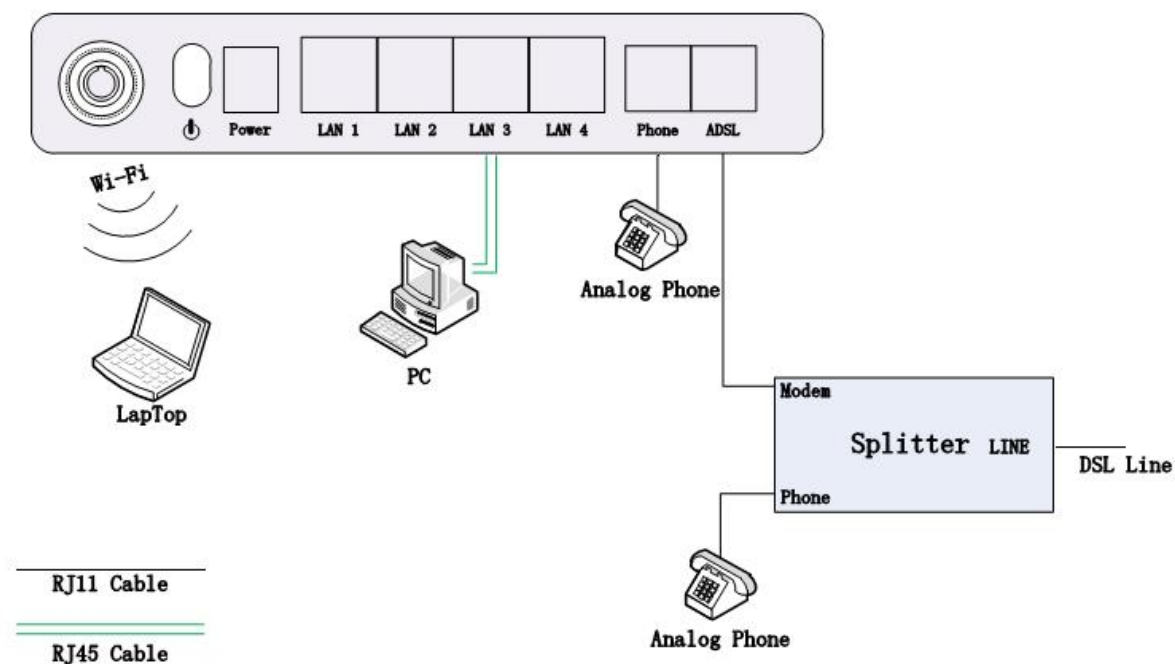 Power
LAN 1
LAN 2
LAN 3
LAN 4
Phone
ADSL
Wi-Fi
Analog Phone
PC
LapTop
Modem
Splitter LINE
DSL Line
Phone
RJ11 Cable
Analog Phone
RJ45 Cable